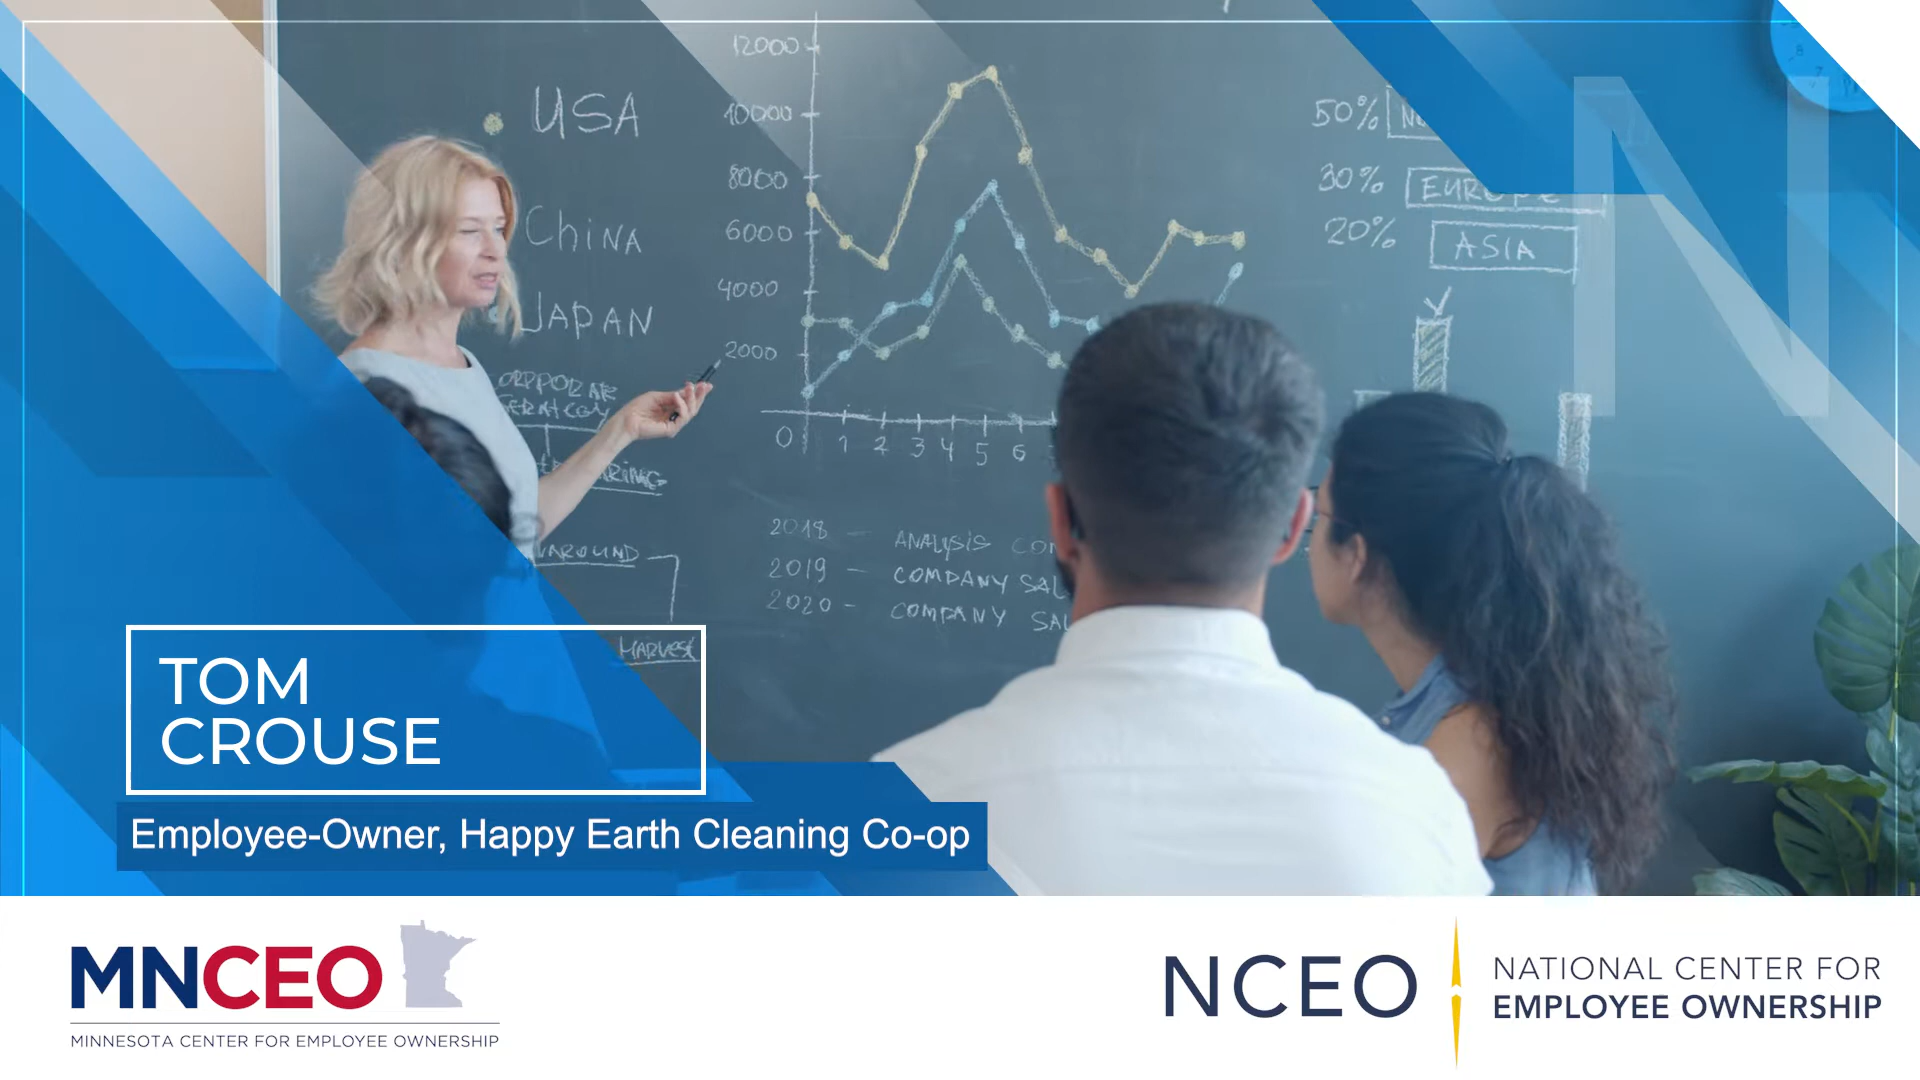 USA
CHINA
JAPAN
12000
10000
8000
6000
4000
2000
0
1
2
3
4
5
6
50%
30% EUROPE
20% ASIA
2018 — ANALYSIS
2019 — COMPANY
2020 - COMPANY
HARVEST
N
TOM
CROUSE
Employee-Owner, Happy Earth Cleaning Co-op
MNCEO
MINNESOTA CENTER FOR EMPLOYEE OWNERSHIP
NCEO
NATIONAL CENTER FOR
EMPLOYEE OWNERSHIP